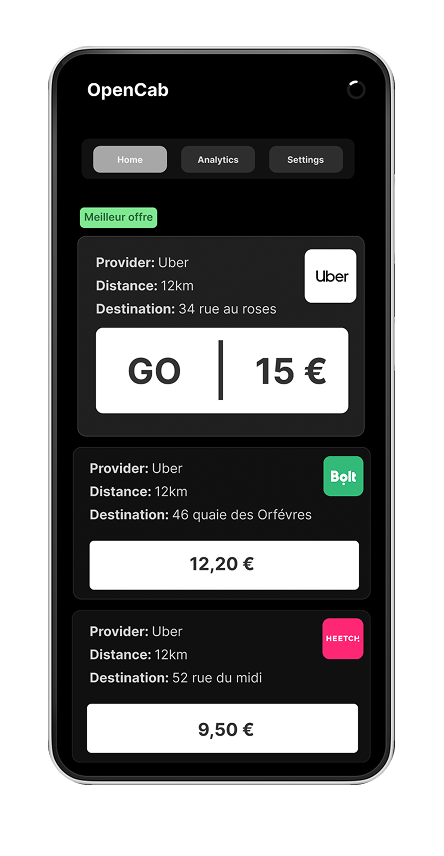 OpenCab
Home Analytics Settings
Meilleur offre
Provider: Uber
Distance: 12km
Destination: 34 rue au roses
Uber
GO | 15 €
Provider: Uber
Distance: 12km
Destination: 46 quaie des Orfévres
Bolt
12,20 €
Provider: Uber
Distance: 12km
Destination: 52 rue du midi
HEETCH
9,50 €